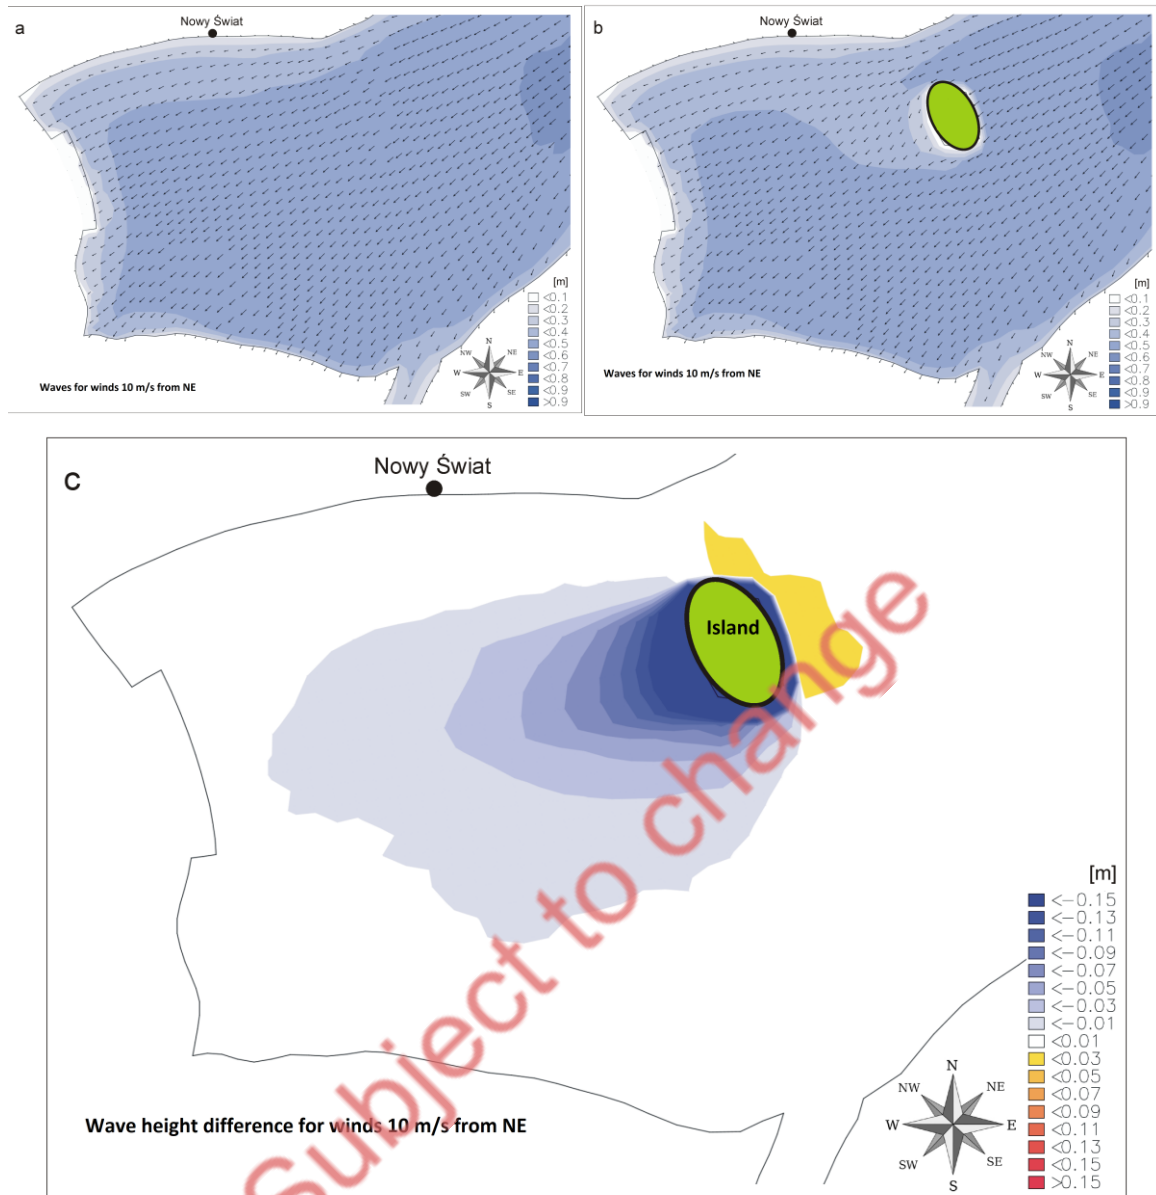 a
Nowy Świat
[m]
<0.1
<0.2
<0.3
<0.4
<0.5
<0.6
<0.7
<0.8
<0.9
>0.9
N
NE
E
SE
S
SW
W
NW
Waves for winds 10 m/s from NE
b
Nowy Świat
[m]
<0.1
<0.2
<0.3
<0.4
<0.5
<0.6
<0.7
<0.8
<0.9
>0.9
N
NE
E
SE
S
SW
W
NW
Waves for winds 10 m/s from NE
C
Nowy Świat
Island
Subject to change
[m]
<-0.15
<-0.13
<-0.11
<-0.09
<-0.07
<-0.05
<-0.03
<-0.01
<0.01
<0.03
<0.05
<0.07
<0.09
<0.11
<0.13
<0.15
>0.15
N
NE
E
SE
S
SW
W
NW
Wave height difference for winds 10 m/s from NE